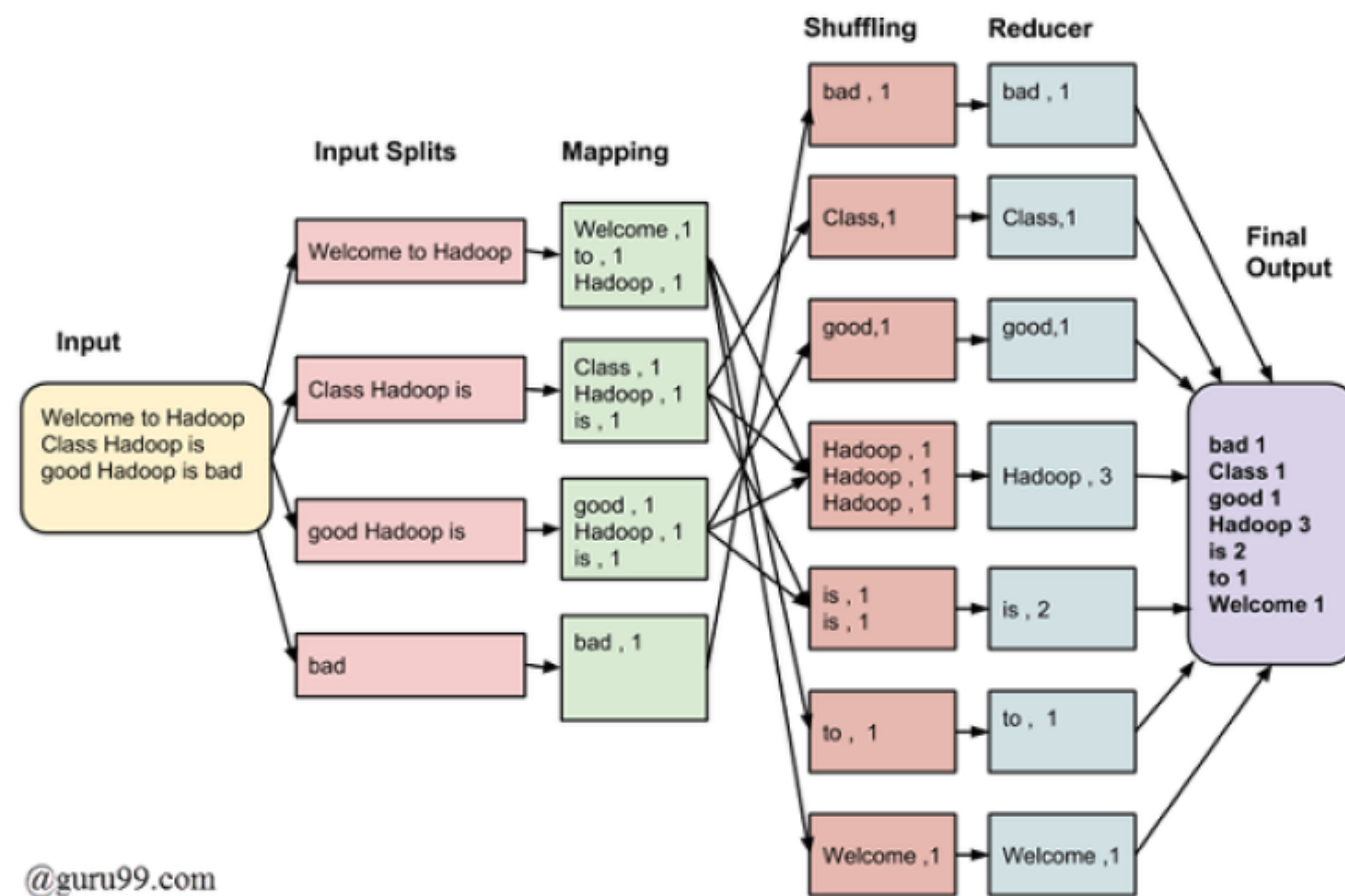 Input
Welcome to Hadoop
Class Hadoop is
good Hadoop is bad
Input Splits
Welcome to Hadoop
Class Hadoop is
good Hadoop is
bad
Mapping
Welcome ,1
to , 1
Hadoop , 1
Class , 1
Hadoop , 1
is , 1
good , 1
Hadoop , 1
is , 1
bad , 1
Shuffling
bad , 1
Class,1
good,1
Hadoop , 1
Hadoop , 1
Hadoop , 1
is , 1
is , 1
to , 1
Welcome ,1
Reducer
bad , 1
Class,1
good,1
Hadoop , 3
is , 2
to , 1
Welcome ,1
Final
Output
bad 1
Class 1
good 1
Hadoop 3
is 2
to 1
Welcome 1
@guru99.com